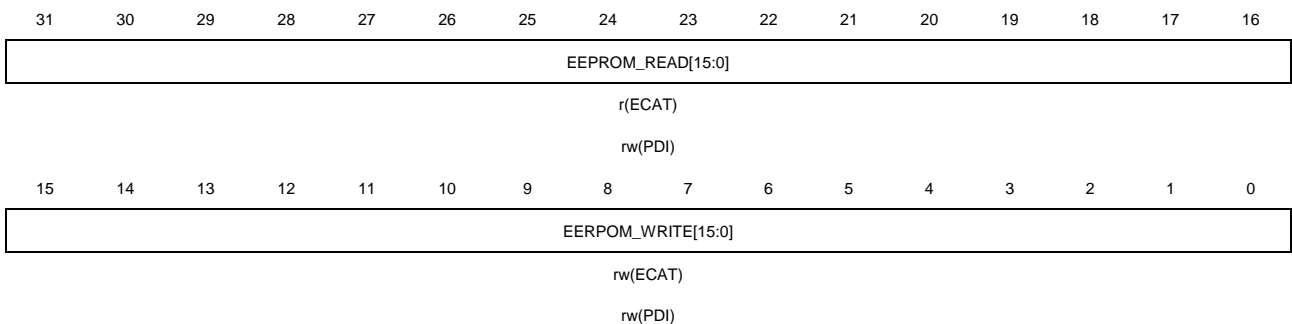 31 30 29 28 27 26 25 24 23 22 21 20 19 18 17 16
EEPROM_READ[15:0]
r(ECAT)
rw(PDI)
15 14 13 12 11 10 9 8 7 6 5 4 3 2 1 0
EERPOM_WRITE[15:0]
rw(ECAT)
rw(PDI)